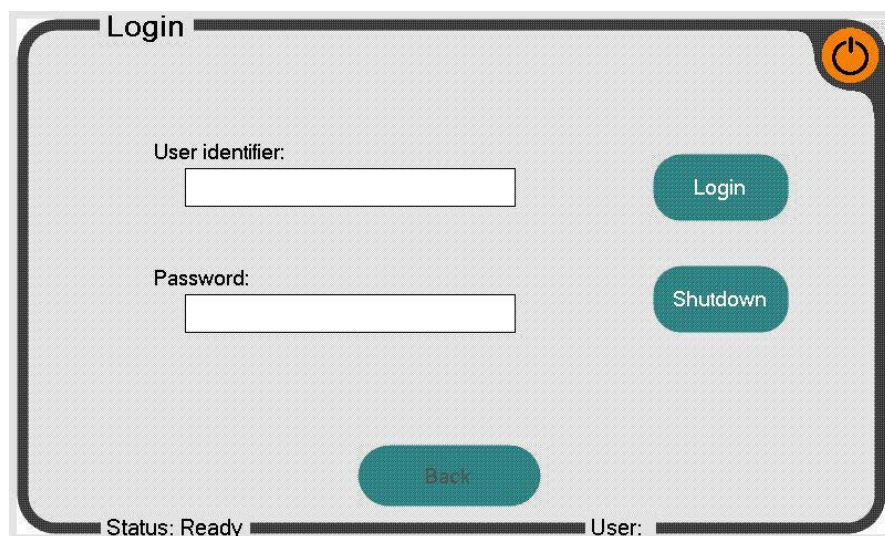 Login
User identifier:
Login
Password:
Shutdown
Back
Status: Ready
User: